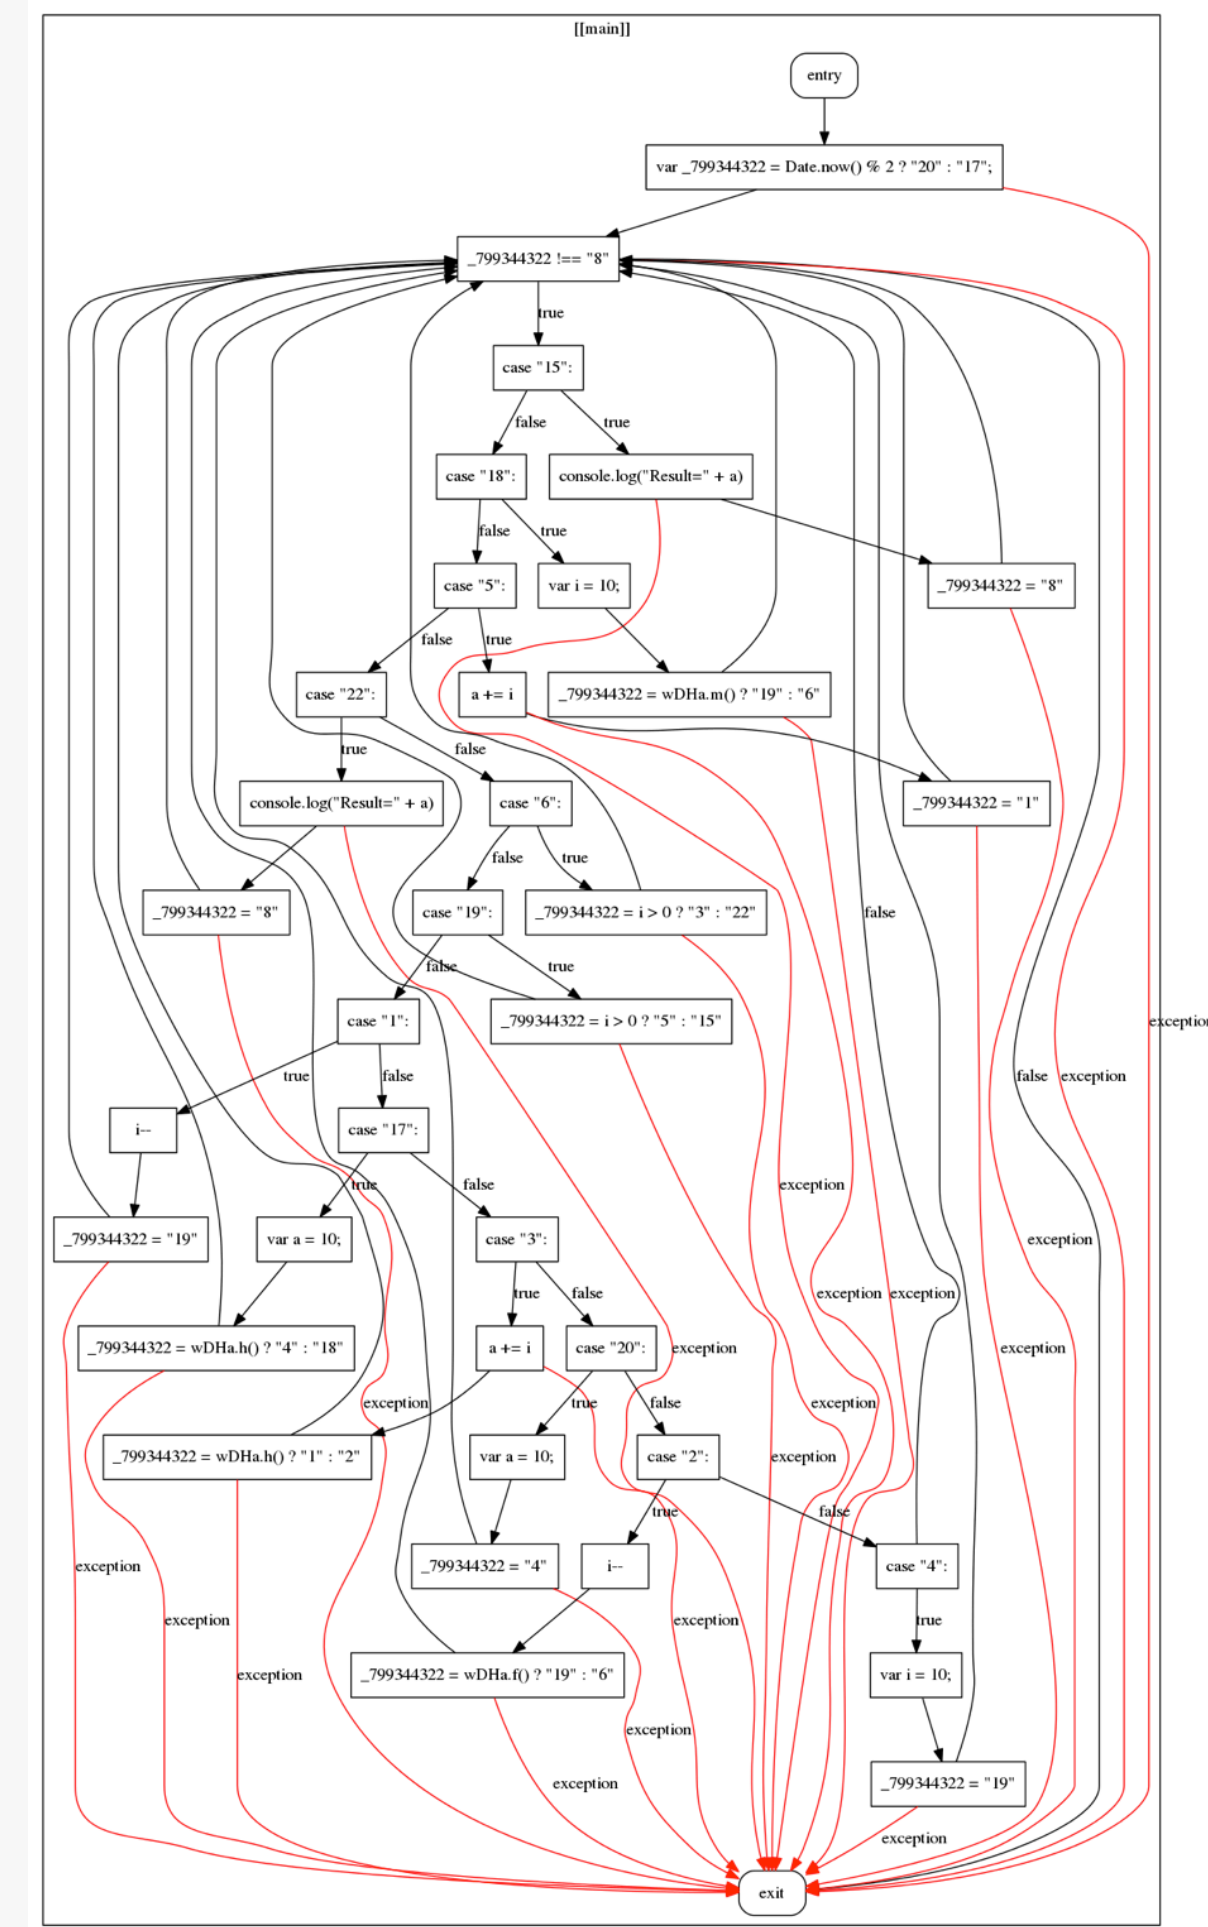 [[main]]
entry
var _799344322 = Date.now() % 2 ? "20" : "17";
_799344322 !== "8"
true
case "15":
false
true
case "18":
console.log("Result=" + a)
false
true
case "5":
var i = 10;
_799344322 = "8"
false
true
case "22":
a += i
_799344322 = wDHa.m() ? "19" : "6"
true
false
console.log("Result=" + a)
case "6":
_799344322 = "1"
false
true
_799344322 = "8"
case "19":
_799344322 = i > 0 ? "3" : "22"
false
false
true
case "1":
_799344322 = i > 0 ? "5" : "15"
exception
true
false
false
exception
i--
case "17":
true
false
exception
_799344322 = "19"
var a = 10;
case "3":
exception
true
false
exception
exception
_799344322 = wDHa.h() ? "4" : "18"
a += i
case "20":
exception
exception
exception
true
false
exception
_799344322 = wDHa.h() ? "1" : "2"
var a = 10;
case "2":
exception
true
false
exception
_799344322 = "4"
i--
case "4":
exception
exception
true
exception
_799344322 = wDHa.f() ? "19" : "6"
var i = 10;
exception
exception
_799344322 = "19"
exception
exit